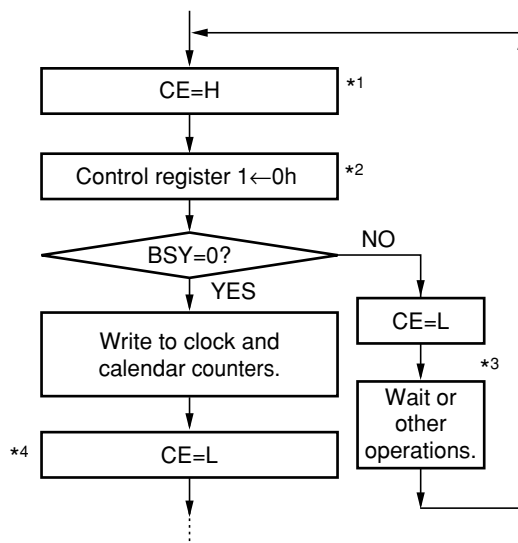 CE=H
*1
Control register 1←0h
*2
BSY=0?
NO
YES
Write to clock and
calendar counters.
CE=L
*3
Wait or
other
operations.
*4
CE=L